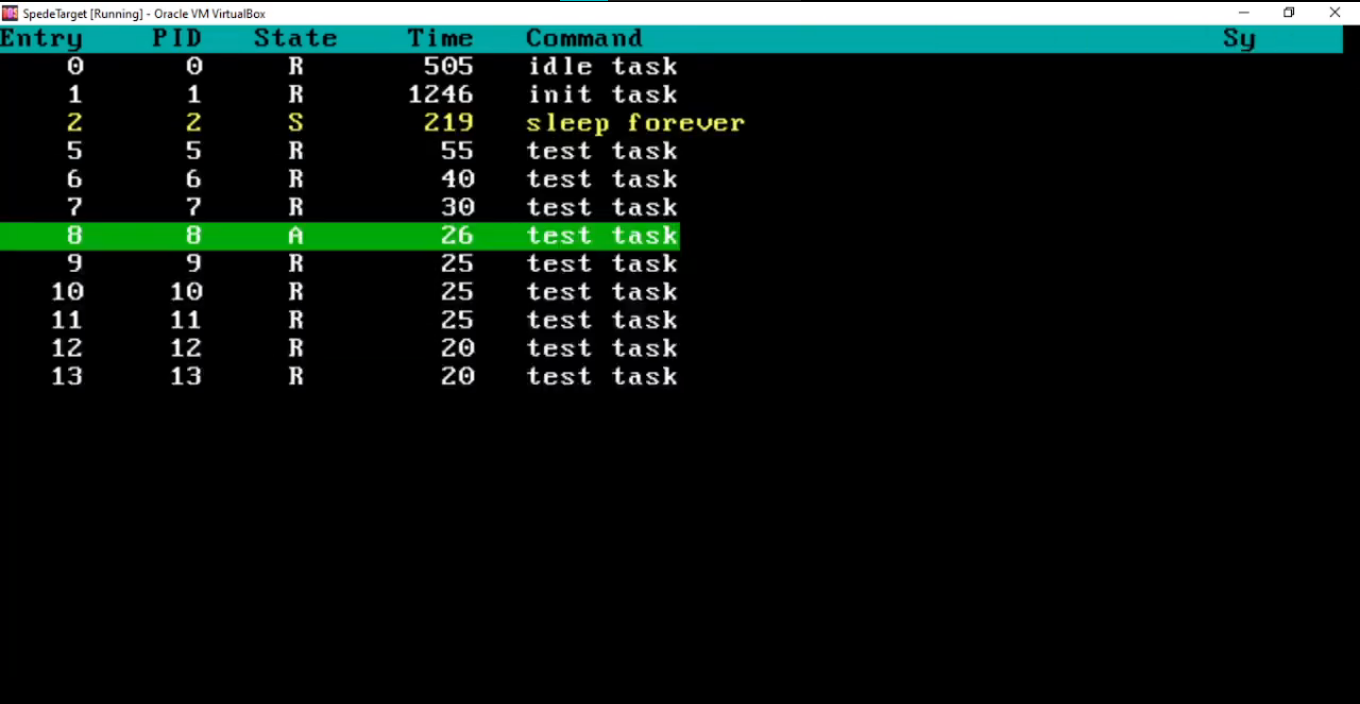 SpedeTarget [Running] - Oracle VM VirtualBox
Entry PID State Time Command Sy
0 0 R 505 idle task
1 1 R 1246 init task
2 2 S 219 sleep forever
5 5 R 55 test task
6 6 R 40 test task
7 7 R 30 test task
8 8 A 26 test task
9 9 R 25 test task
10 10 R 25 test task
11 11 R 25 test task
12 12 R 20 test task
13 13 R 20 test task